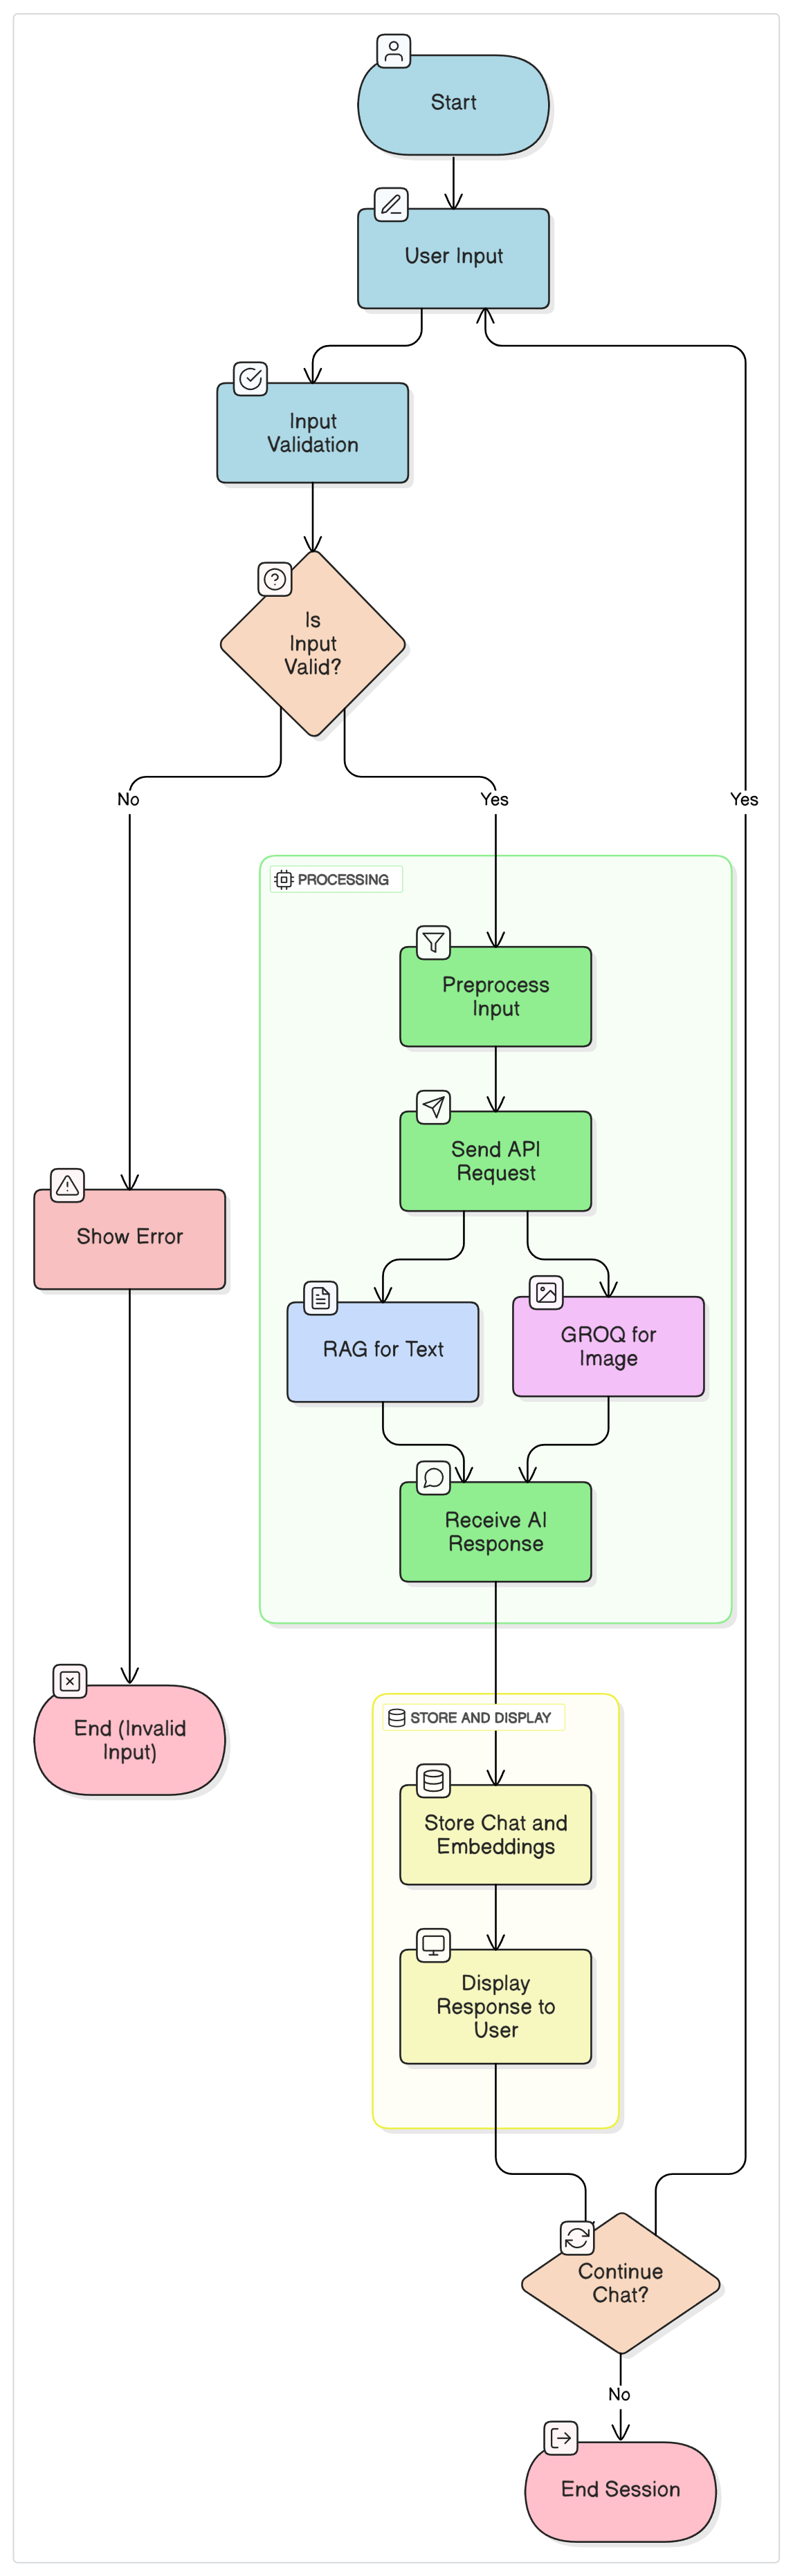 Start
User Input
Input
Validation
Is
Input
Valid?
No
Yes
Yes
PROCESSING
Preprocess
Input
Send API
Request
Show Error
RAG for Text
GROQ for
Image
Receive AI
Response
End (Invalid
Input)
STORE AND DISPLAY
Store Chat and
Embeddings
Display
Response to
User
Continue
Chat?
No
End Session